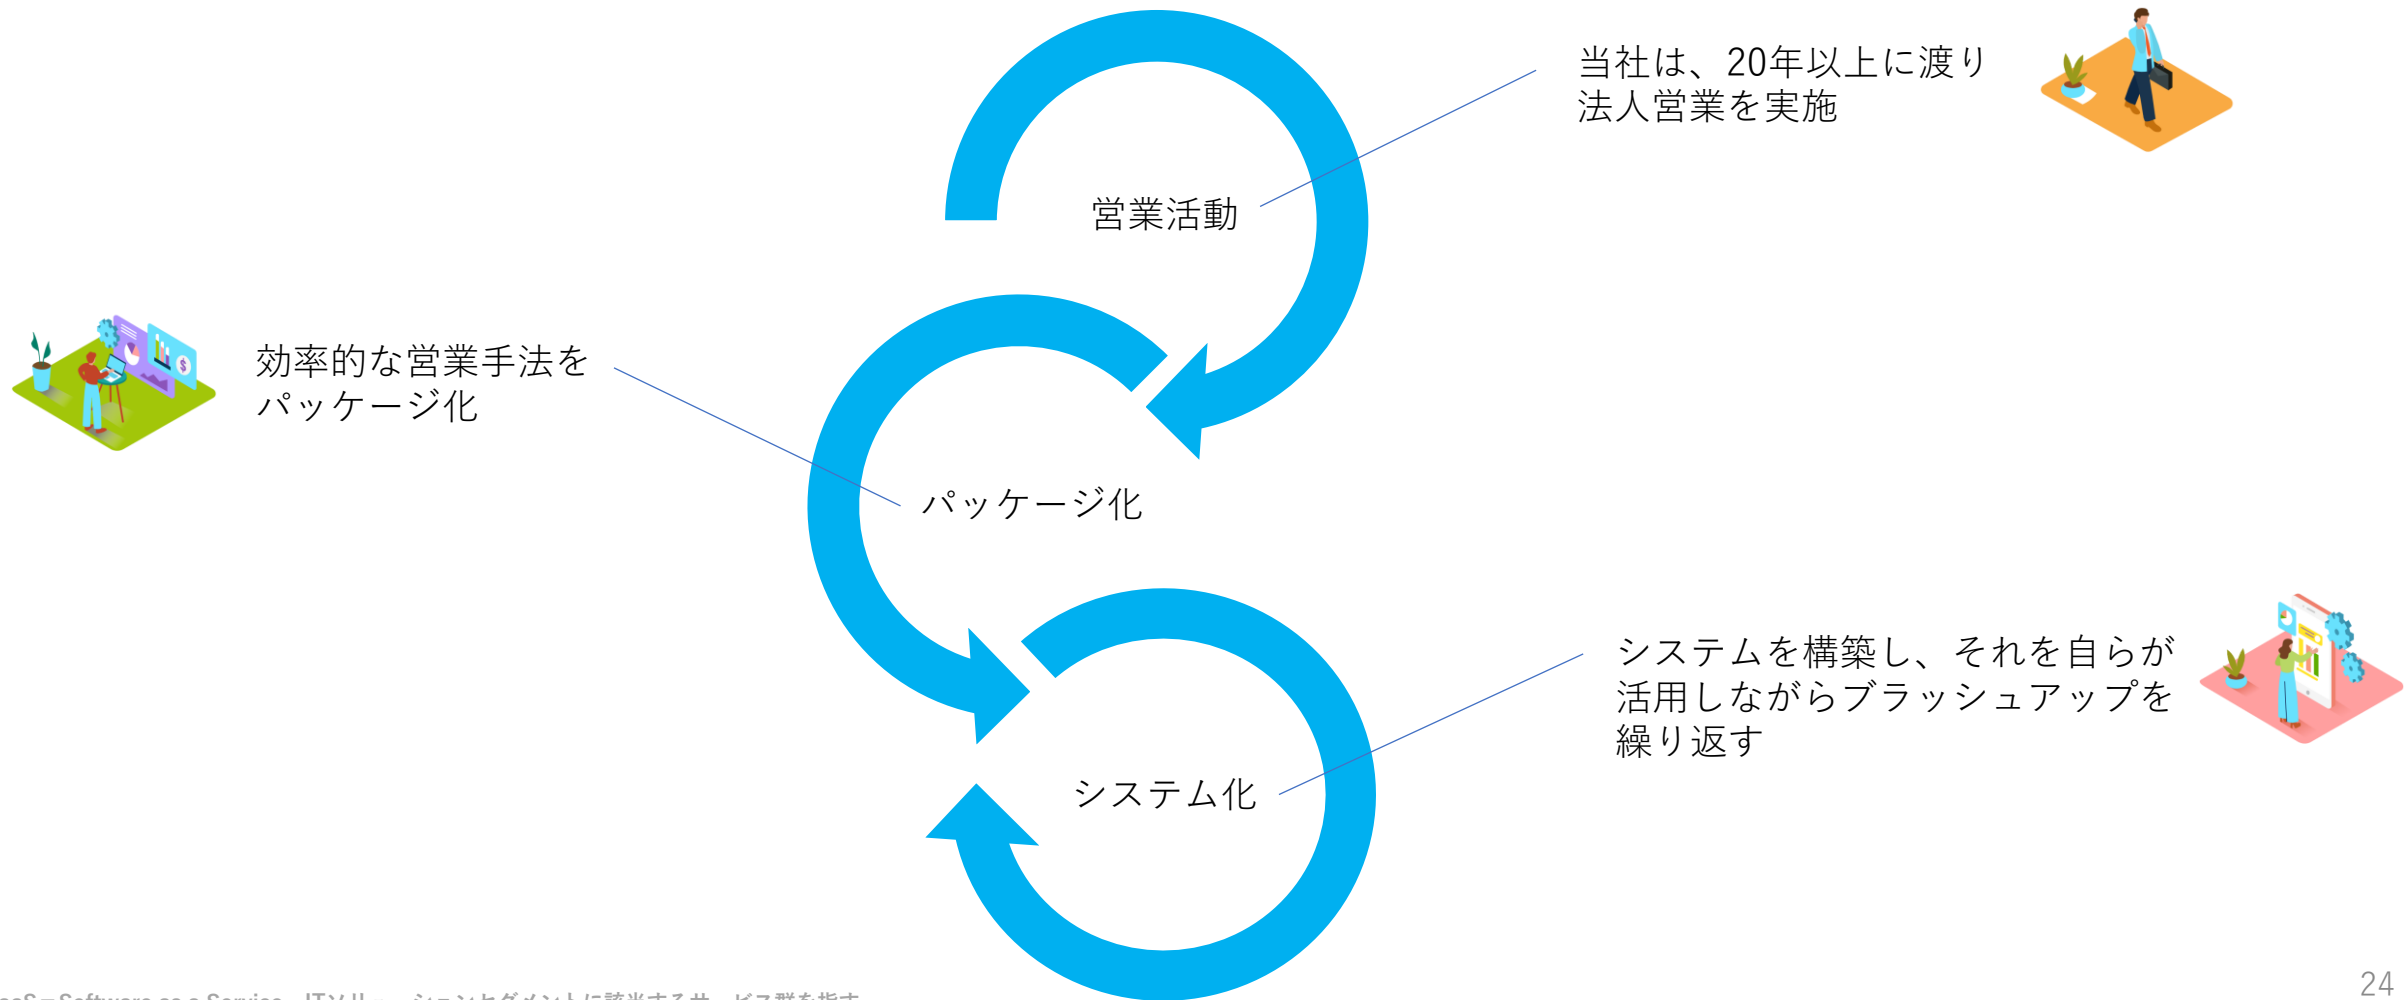 当社は、20年以上に渡り
法人営業を実施
営業活動
効率的な営業手法を
パッケージ化
パッケージ化
システムを構築し、それを自らが
活用しながらブラッシュアップを
繰り返す
システム化
24